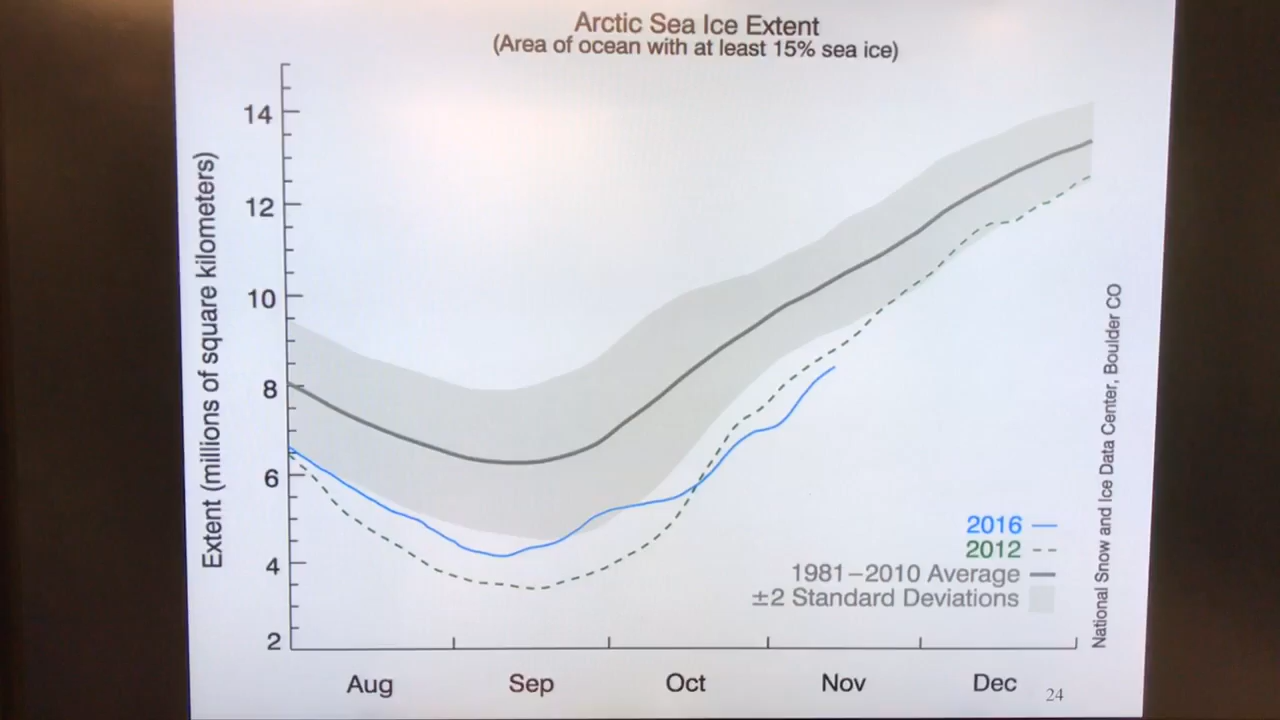 Arctic Sea Ice Extent
(Area of ocean with at least 15% sea ice)
Extent (millions of square kilometers)
14
12
10
8
6
4
2
Aug
Sep
Oct
Nov
Dec
2016
2012
1981–2010 Average
±2 Standard Deviations
National Snow and Ice Data Center, Boulder CO
24